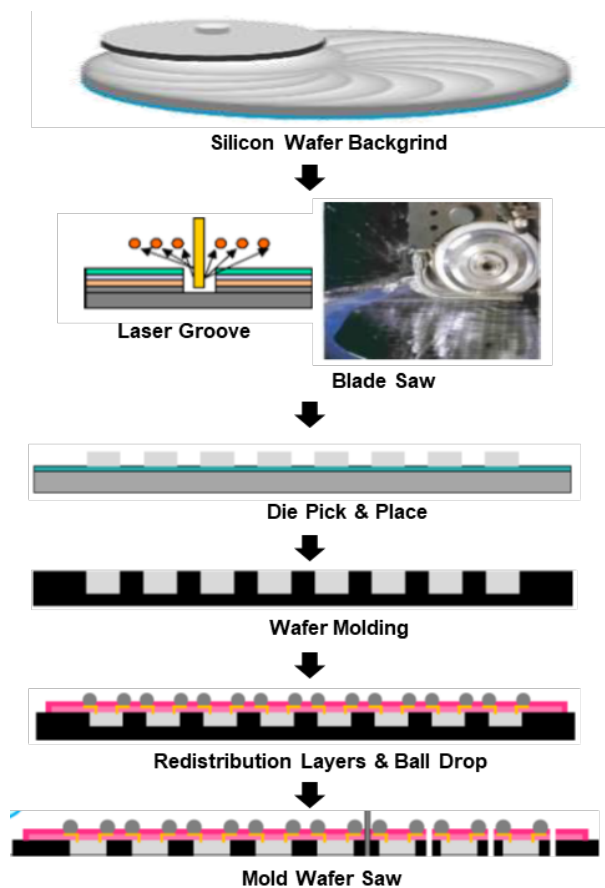 Silicon Wafer Backgrind
Laser Groove
Blade Saw
Die Pick & Place
Wafer Molding
Redistribution Layers & Ball Drop
Mold Wafer Saw